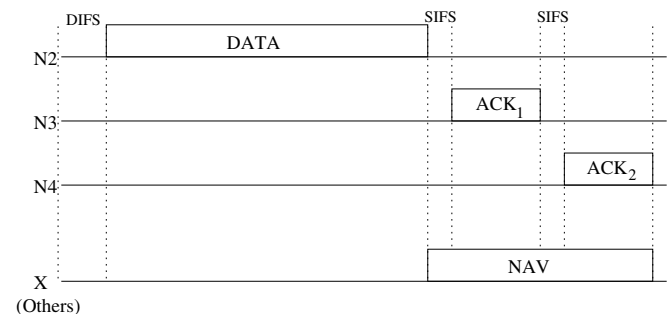 DIFS SIFS SIFS
DATA
N2
ACK1
N3
ACK2
N4
NAV
X
(Others)